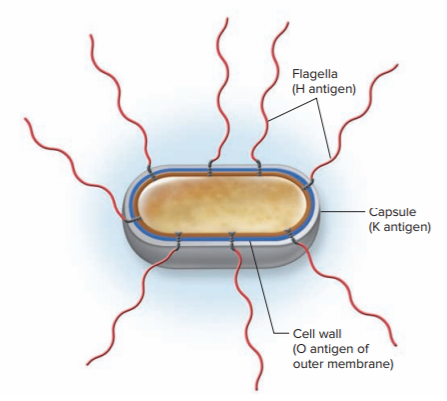 Flagella
(H antigen)
Capsule
(K antigen)
Cell wall
(O antigen of
outer membrane)